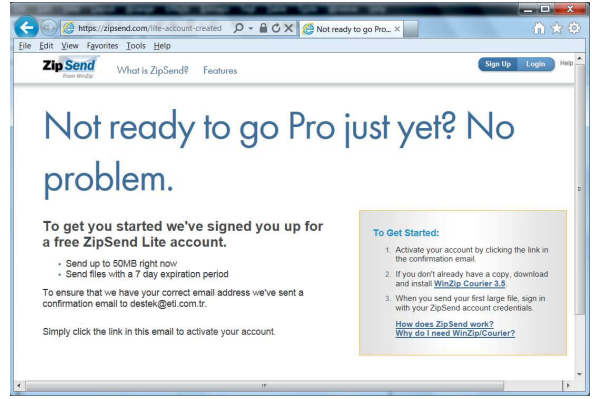 https://zipsend.com/lite-account-created
Not ready to go Pro...
File Edit View Favorites Tools Help
Zip Send
From WinZip
What is ZipSend? Features
Sign Up Login Help
Not ready to go Pro just yet? No
problem.
To get you started we've signed you up for
a free ZipSend Lite account.
Send up to 50MB right now
Send files with a 7 day expiration period
To ensure that we have your correct email address we've sent a
confirmation email to destek@eti.com.tr.
Simply click the link in this email to activate your account.
To Get Started:
1. Activate your account by clicking the link in
the confirmation email.
2. If you don't already have a copy, download
and install WinZip Courier 3.5.
3. When you send your first large file, sign in
with your ZipSend account credentials.
How does ZipSend work?
Why do I need WinZip/Courier?